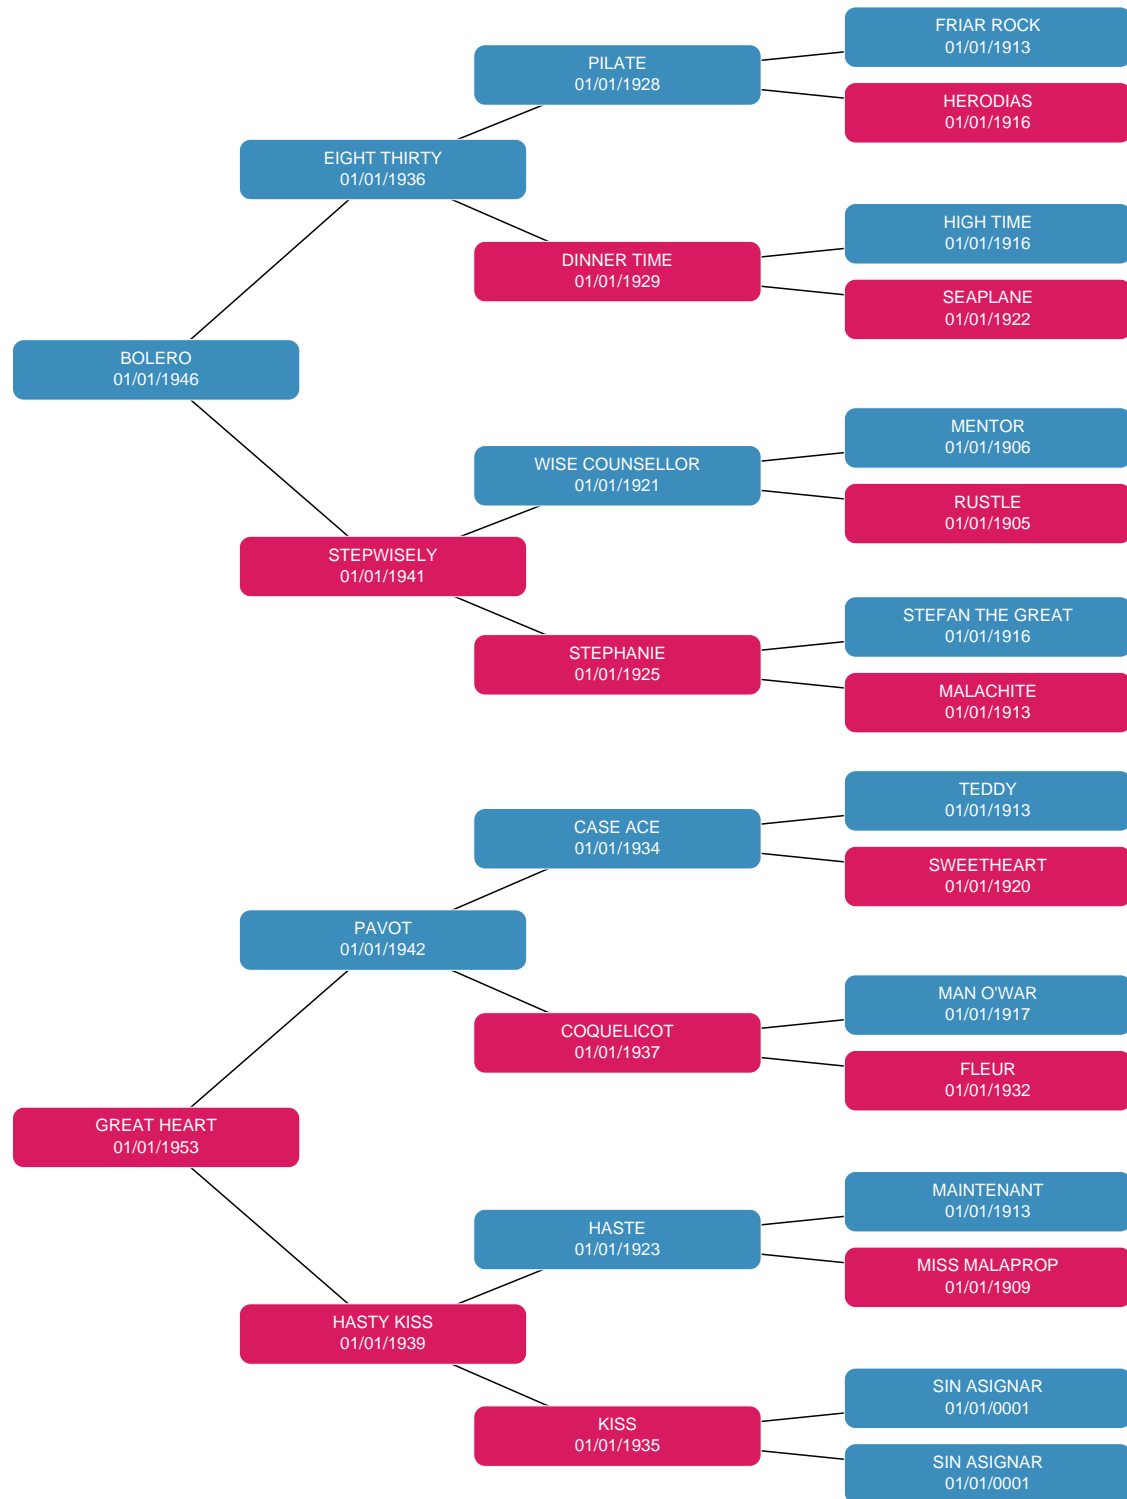 FRIAR ROCK
01/01/1913
PILATE
01/01/1928
HERODIAS
01/01/1916
EIGHT THIRTY
01/01/1936
HIGH TIME
01/01/1916
DINNER TIME
01/01/1929
SEAPLANE
01/01/1922
BOLERO
01/01/1946
MENTOR
01/01/1906
WISE COUNSELLOR
01/01/1921
RUSTLE
01/01/1905
STEPWISELY
01/01/1941
STEFAN THE GREAT
01/01/1916
STEPHANIE
01/01/1925
MALACHITE
01/01/1913
TEDDY
01/01/1913
CASE ACE
01/01/1934
SWEETHEART
01/01/1920
PAVOT
01/01/1942
MAN O'WAR
01/01/1917
COQUELICOT
01/01/1937
FLEUR
01/01/1932
GREAT HEART
01/01/1953
MAINTENANT
01/01/1913
HASTE
01/01/1923
MISS MALAPROP
01/01/1909
HASTY KISS
01/01/1939
SIN ASIGNAR
01/01/0001
KISS
01/01/1935
SIN ASIGNAR
01/01/0001